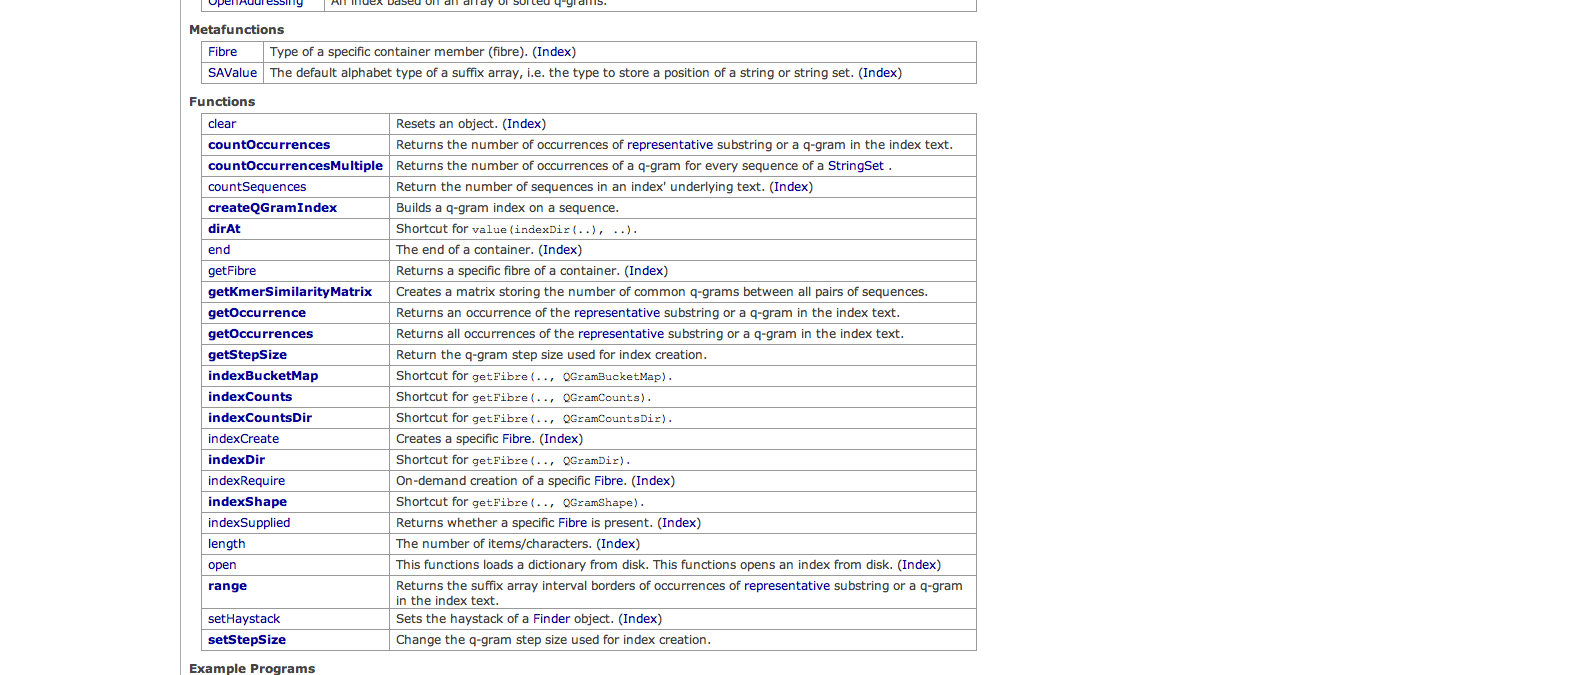 OpenAddressing An index based on an array of sorted q-grams.
Metafunctions
Fibre Type of a specific container member (fibre). (Index)
SAValue The default alphabet type of a suffix array, i.e. the type to store a position of a string or string set. (Index)
Functions
clear Resets an object. (Index)
countOccurrences Returns the number of occurrences of representative substring or a q-gram in the index text.
countOccurrencesMultiple Returns the number of occurrences of a q-gram for every sequence of a StringSet .
countSequences Return the number of sequences in an index' underlying text. (Index)
createQGramIndex Builds a q-gram index on a sequence.
dirAt Shortcut for value(indexDir(..), ..).
end The end of a container. (Index)
getFibre Returns a specific fibre of a container. (Index)
getKmerSimilarityMatrix Creates a matrix storing the number of common q-grams between all pairs of sequences.
getOccurrence Returns an occurrence of the representative substring or a q-gram in the index text.
getOccurrences Returns all occurrences of the representative substring or a q-gram in the index text.
getStepSize Return the q-gram step size used for index creation.
indexBucketMap Shortcut for getFibre(.., QGramBucketMap).
indexCounts Shortcut for getFibre(.., QGramCounts).
indexCountsDir Shortcut for getFibre(.., QGramCountsDir).
indexCreate Creates a specific Fibre. (Index)
indexDir Shortcut for getFibre(.., QGramDir).
indexRequire On-demand creation of a specific Fibre. (Index)
indexShape Shortcut for getFibre(.., QGramShape).
indexSupplied Returns whether a specific Fibre is present. (Index)
length The number of items/characters. (Index)
open This functions loads a dictionary from disk. This functions opens an index from disk. (Index)
range Returns the suffix array interval borders of occurrences of representative substring or a q-gram
in the index text.
setHaystack Sets the haystack of a Finder object. (Index)
setStepSize Change the q-gram step size used for index creation.
Example Programs